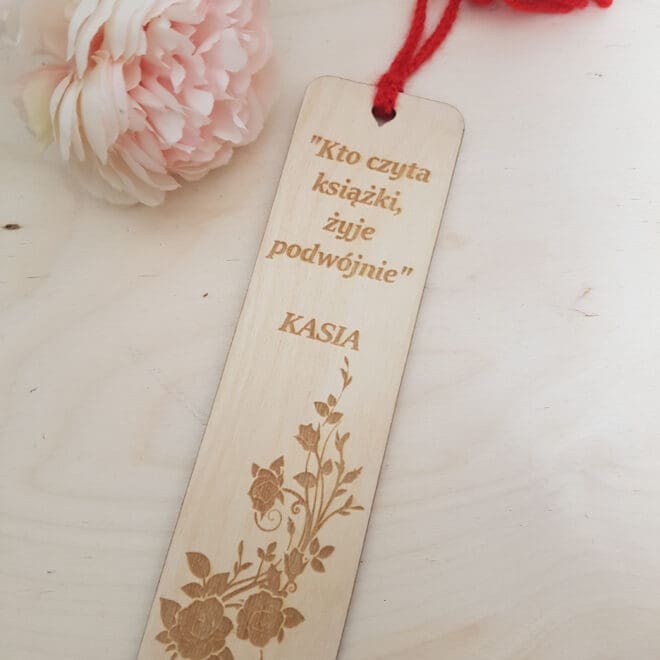 "Kto czyta
książki,
żyje
podwójnie"
KASIA